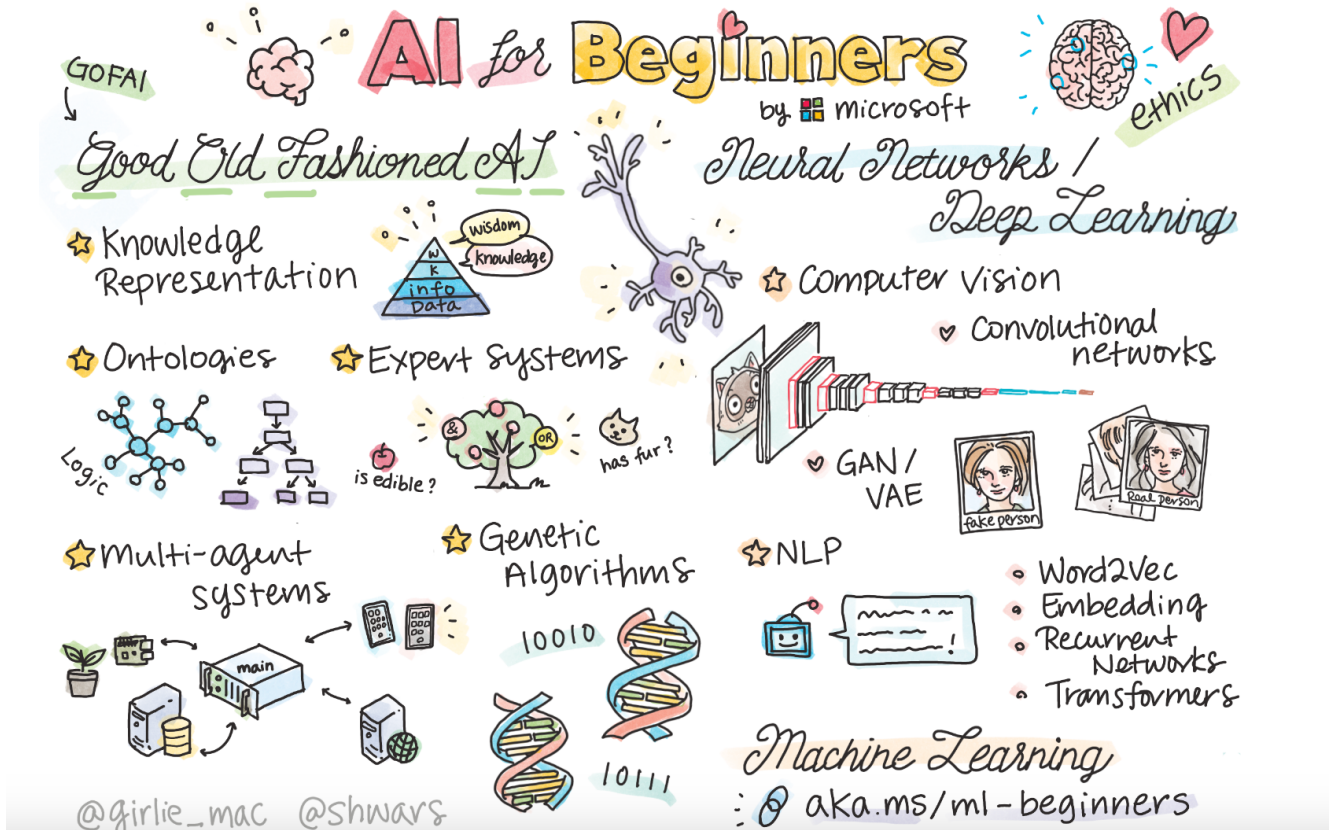 AI for Beginners
by microsoft
GOFAI
Good Old Fashioned AI
Knowledge
Representation
wisdom
knowledge
W
K
info
Data
Ontologies
Logic
Expert Systems
&
OR
is edible?
has fur?
Multi-agent
systems
main
Genetic
Algorithms
10010
10111
ethics
Neural Networks /
Deep Learning
Computer Vision
Convolutional
networks
GAN /
VAE
fake person
Real person
NLP
!
Word2Vec
Embedding
Recurrent
Networks
Transformers
Machine Learning
aka.ms/ml-beginners
@girlie_mac @shwars